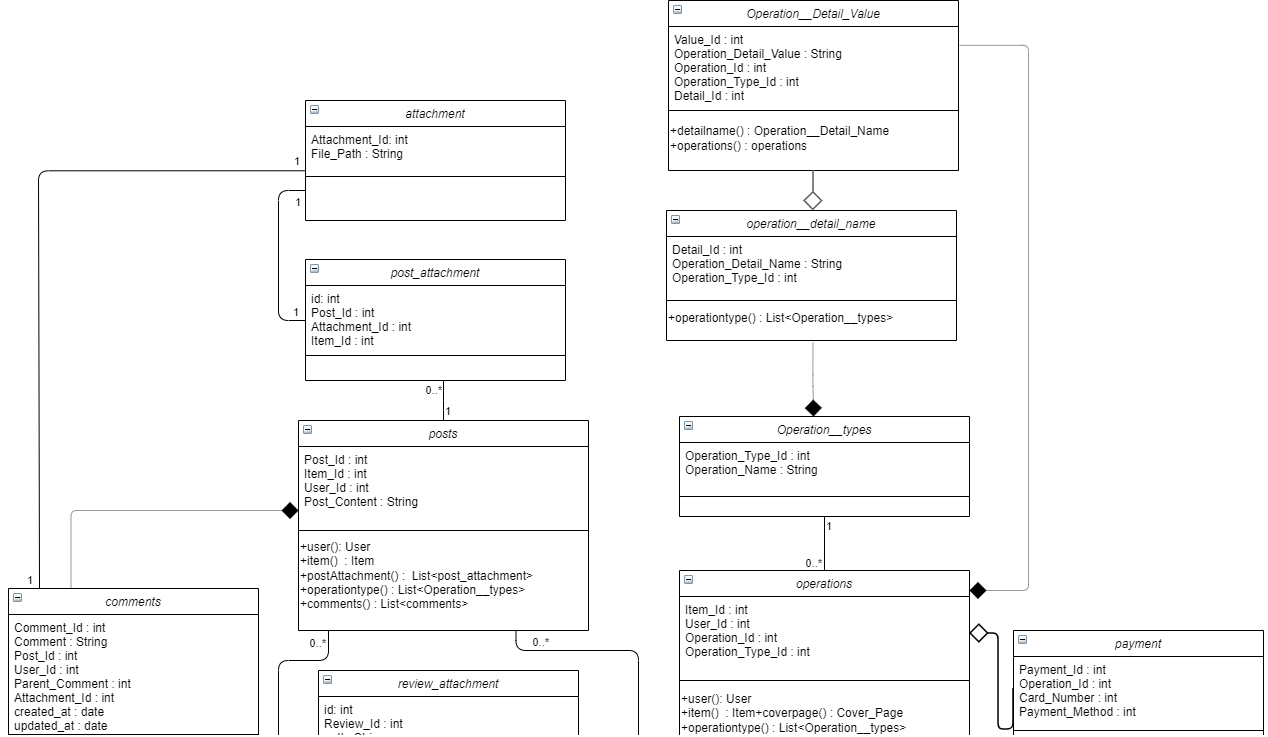 Operation__Detail_Value
Value_Id : int
Operation_Detail_Value : String
Operation_Id : int
Operation_Type_Id : int
Detail_Id : int
+detailname() : Operation__Detail_Name
+operations() : operations
attachment
Attachment_Id: int
File_Path : String
1
1
operation__detail_name
Detail_Id : int
Operation_Detail_Name : String
Operation_Type_Id : int
+operationtype() : List<Operation__types>
post_attachment
id: int
Post_Id : int
Attachment_Id : int
Item_Id : int
1
0..*
1
posts
Post_Id : int
Item_Id : int
User_Id : int
Post_Content : String
+user(): User
+item()  : Item
+postAttachment() :  List<post_attachment>
+operationtype() : List<Operation__types>
+comments() : List<comments>
0..*
0..*
Operation__types
Operation_Type_Id : int
Operation_Name : String
1
0..*
operations
Item_Id : int
User_Id : int
Operation_Id : int
Operation_Type_Id : int
+user(): User
+item()  : Item+coverpage() : Cover_Page
+operationtype() : List<Operation__types>
1
comments
Comment_Id : int
Comment : String
Post_Id : int
User_Id : int
Parent_Comment : int
Attachment_Id : int
created_at : date
updated_at : date
review_attachment
id: int
Review_Id : int
payment
Payment_Id : int
Operation_Id : int
Card_Number : int
Payment_Method : int